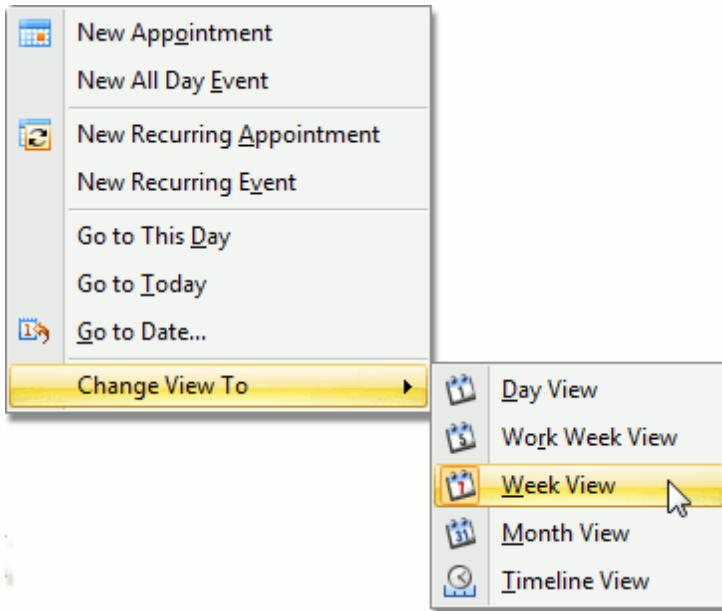 New Appointment
New All Day Event
New Recurring Appointment
New Recurring Event
Go to This Day
Go to Today
Go to Date...
Change View To
Day View
Work Week View
Week View
Month View
Timeline View